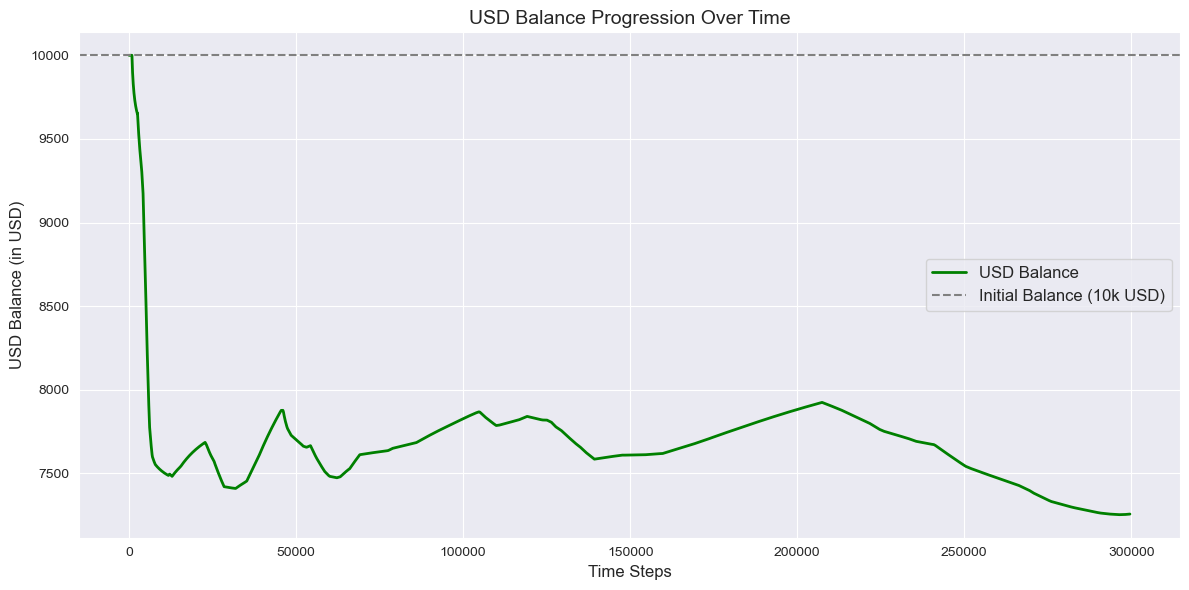 USD Balance Progression Over Time
10000
9500
9000
8500
8000
7500
USD Balance (in USD)
USD Balance
Initial Balance (10k USD)
0
50000
100000
150000
200000
250000
300000
Time Steps